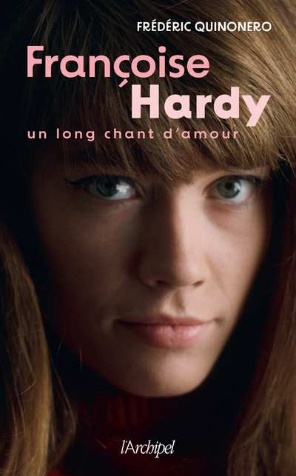 FRÉDÉRIC QUINONERO
Françoise
Hardy
un long chant d'amour
l'Archipel